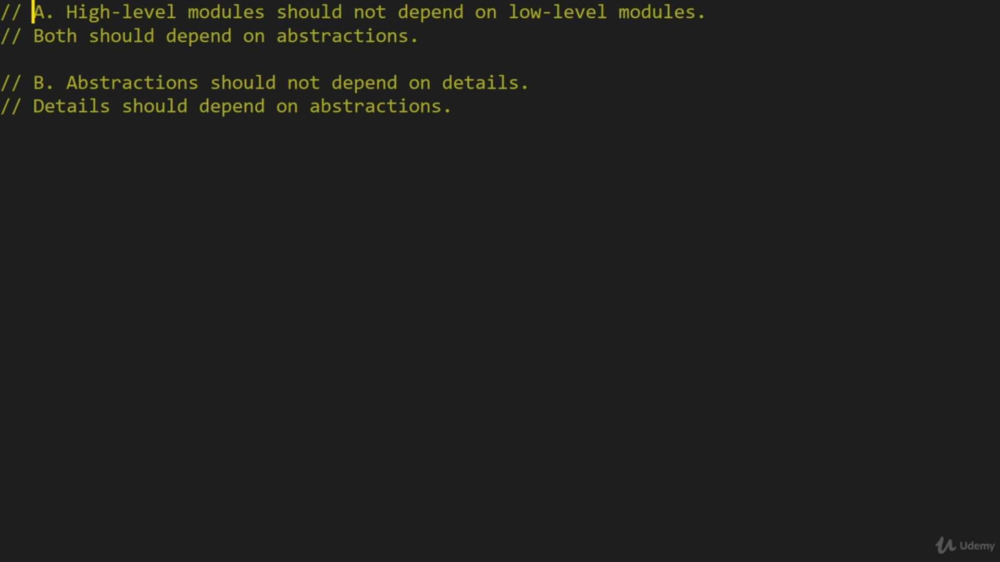 // A. High-level modules should not depend on low-level modules.
// Both should depend on abstractions.
// B. Abstractions should not depend on details.
// Details should depend on abstractions.
Udemy